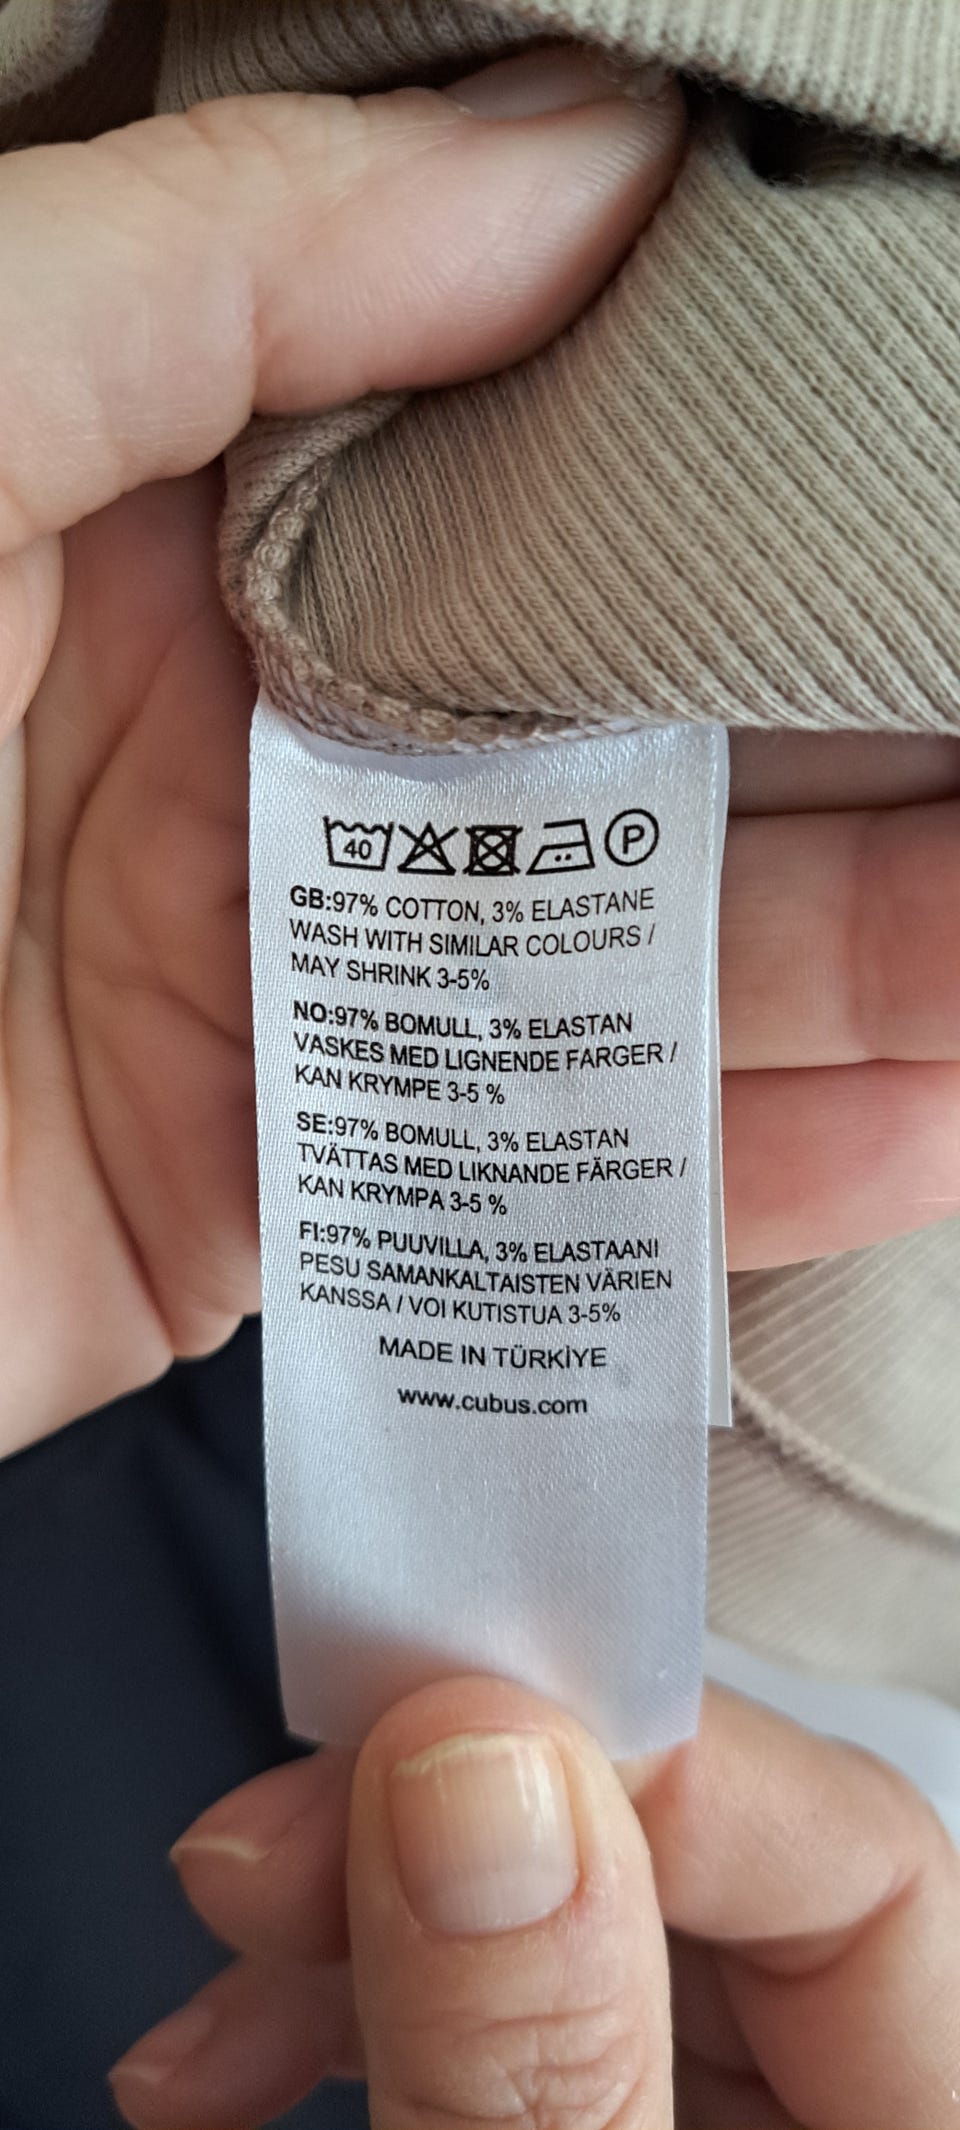 40 P
GB:97% COTTON, 3% ELASTANE
WASH WITH SIMILAR COLOURS /
MAY SHRINK 3-5%
NO:97% BOMULL, 3% ELASTAN
VASKES MED LIGNENDE FARGER /
KAN KRYMPE 3-5 %
SE:97% BOMULL, 3% ELASTAN
TVÄTTAS MED LIKNANDE FÄRGER /
KAN KRYMPA 3-5 %
FI:97% PUUVILLA, 3% ELASTAANI
PESU SAMANKALTAISTEN VÄRIEN
KANSSA / VOI KUTISTUA 3-5%
MADE IN TÜRKİYE
www.cubus.com